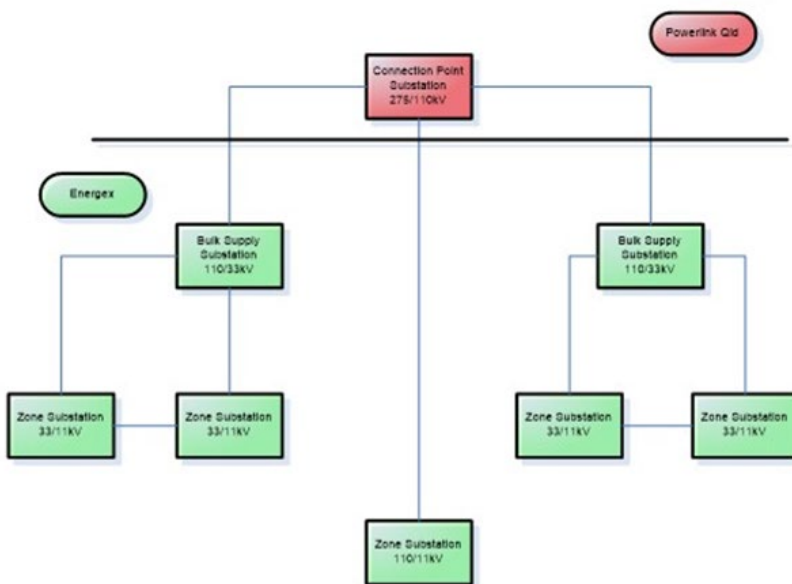 Powerlink Qld
Connection Point
Substation
275/110kV
Energex
Bulk Supply
Substation
110/33kV
Bulk Supply
Substation
110/33kV
Zone Substation
33/11kV
Zone Substation
33/11kV
Zone Substation
33/11kV
Zone Substation
33/11kV
Zone Substation
110/11kV